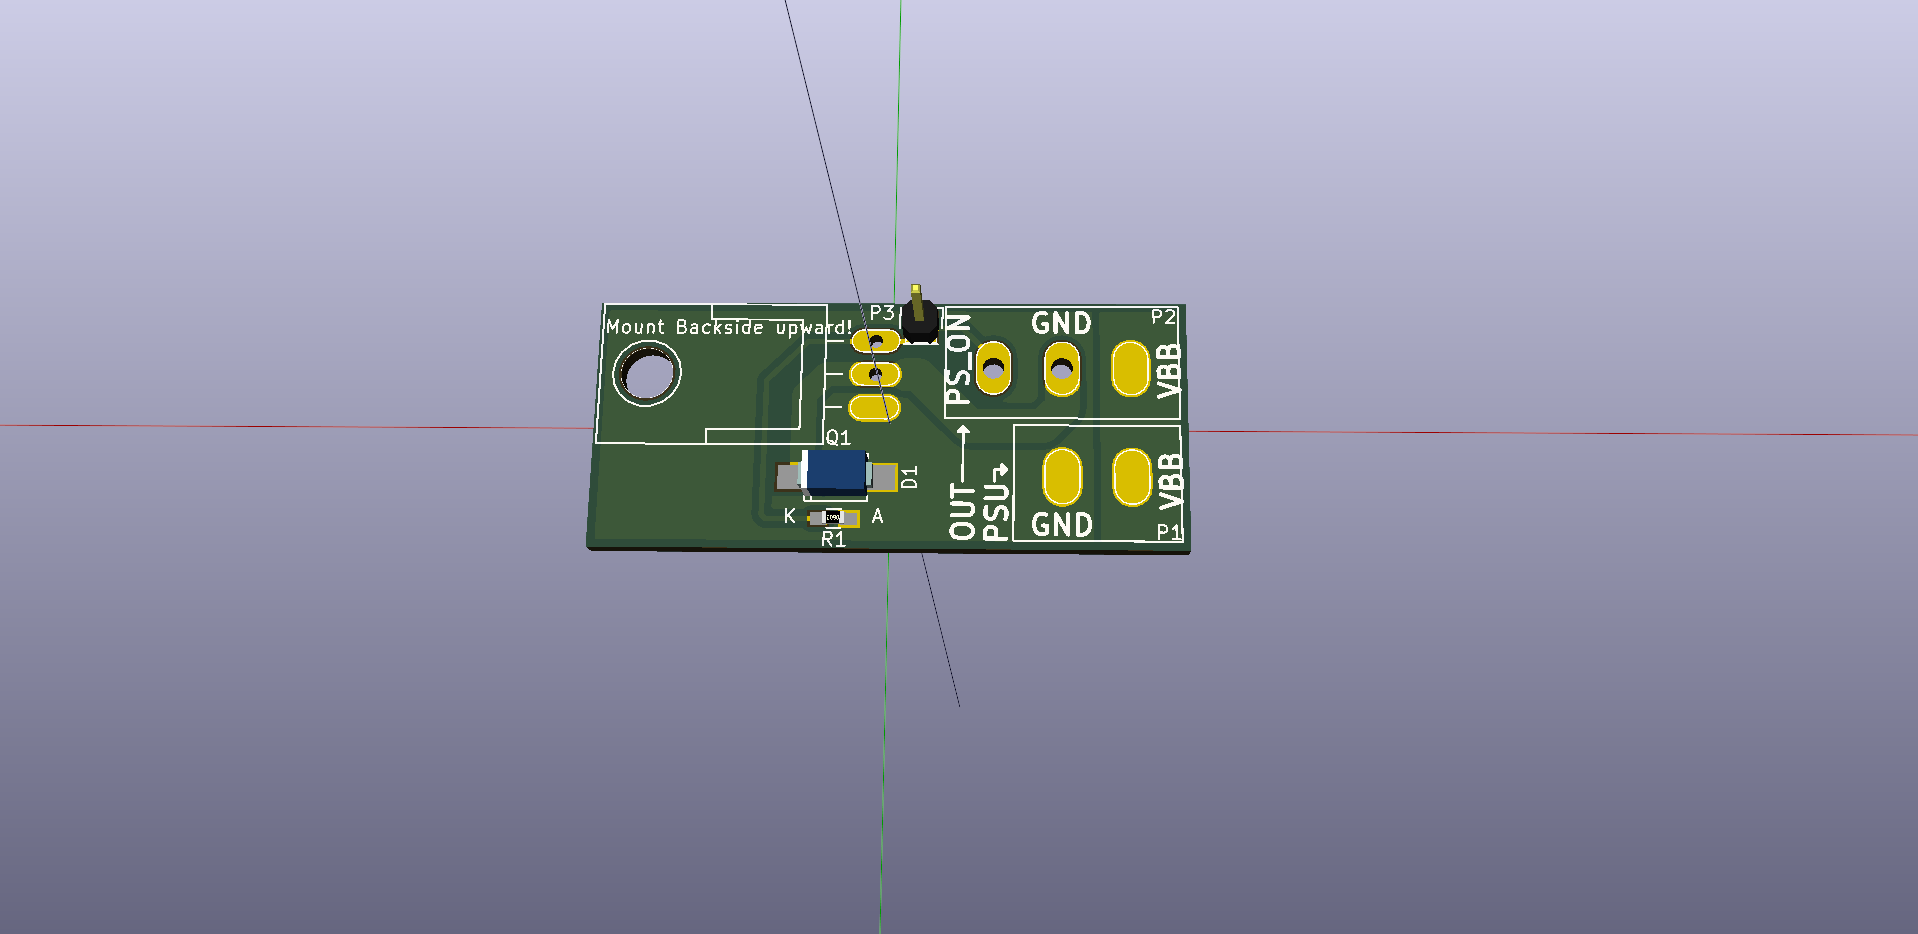 Mount Backside upward!
P3
PS_ON
GND
P2
VBB
Q1
D1
K
A
R1
OUT
PSU
GND
VBB
P1